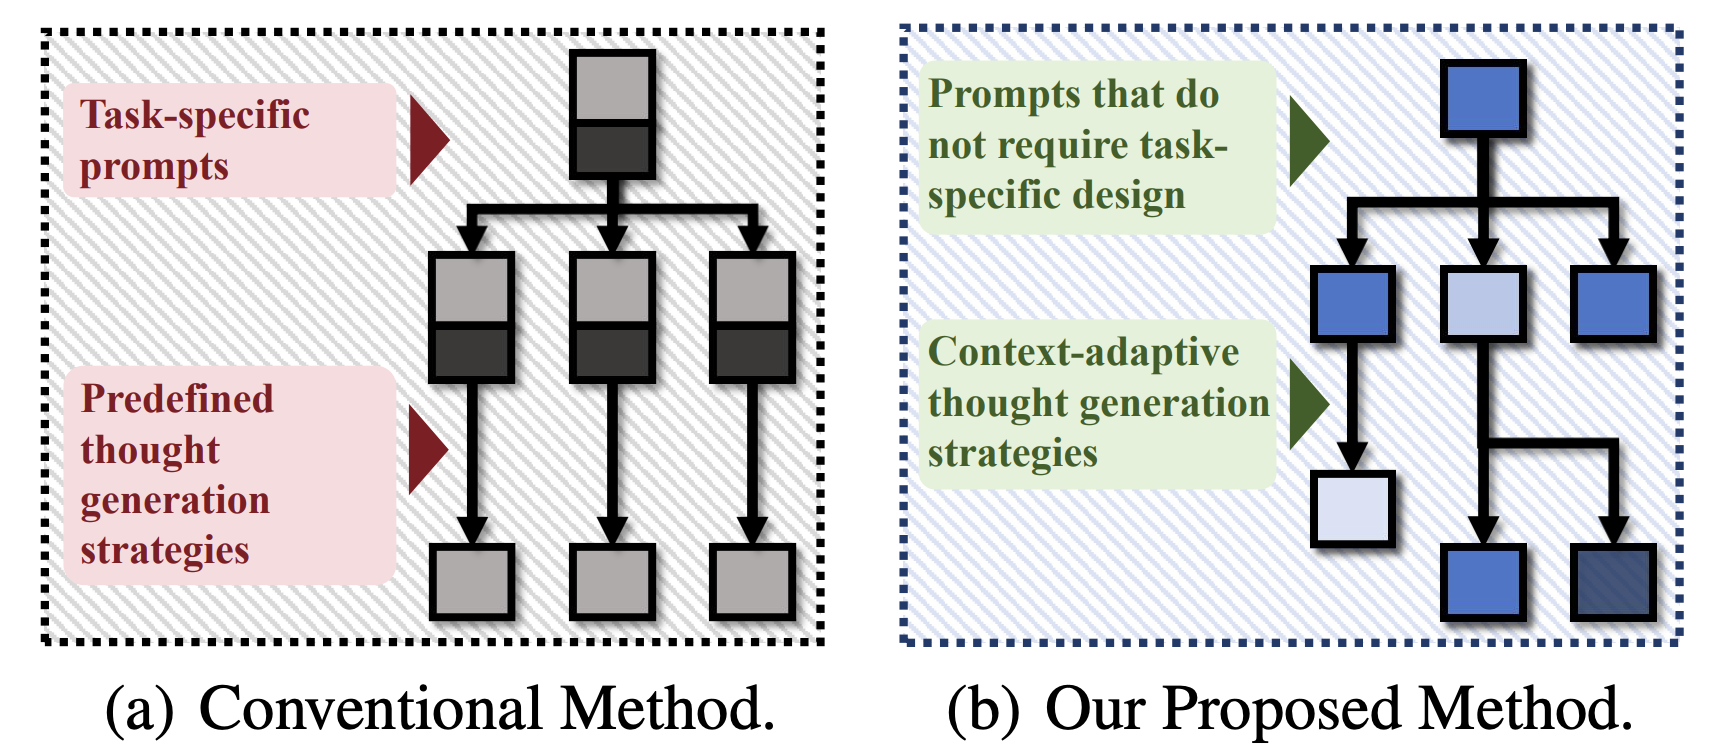 Task-specific
prompts
Predefined
thought
generation
strategies
(a) Conventional Method.
Prompts that do
not require task-
specific design
Context-adaptive
thought generation
strategies
(b) Our Proposed Method.